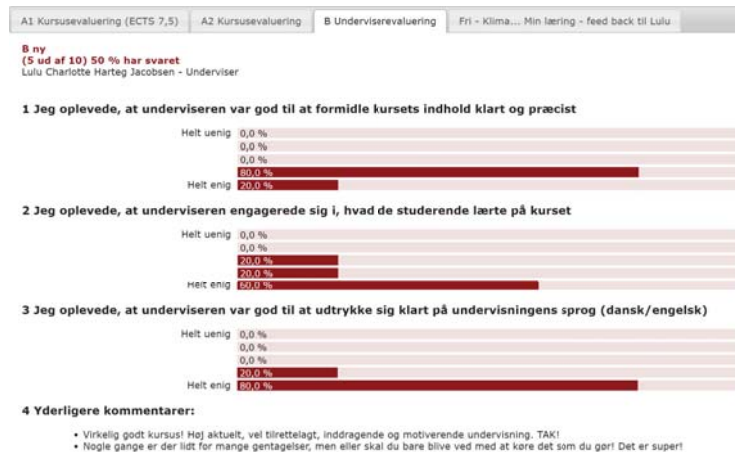 A1 Kursusevaluering (ECTS 7,5) A2 Kursusevaluering B Underviserevaluering Fri - Klima... Min læring - feed back til Lulu
B ny
(5 ud af 10) 50 % har svaret
Lulu Charlotte Harteg Jacobsen - Underviser
1 Jeg oplevede, at underviseren var god til at formidle kursets indhold klart og præcist
Helt uenig 0,0 %
0,0 %
0,0 %
80,0 %
Helt enig 20,0 %
2 Jeg oplevede, at underviseren engagerede sig i, hvad de studerende lærte på kurset
Helt uenig 0,0 %
0,0 %
20,0 %
20,0 %
Helt enig 60,0 %
3 Jeg oplevede, at underviseren var god til at udtrykke sig klart på undervisningens sprog (dansk/engelsk)
Helt uenig 0,0 %
0,0 %
0,0 %
20,0 %
Helt enig 80,0 %
4 Yderligere kommentarer:
• Virkelig godt kursus! Høj aktuelt, vel tilrettelagt, inddragende og motiverende undervisning. TAK!
• Nogle gange er der lidt for mange gentagelser, men eller skal du bare blive ved med at køre det som du gør! Det er super!